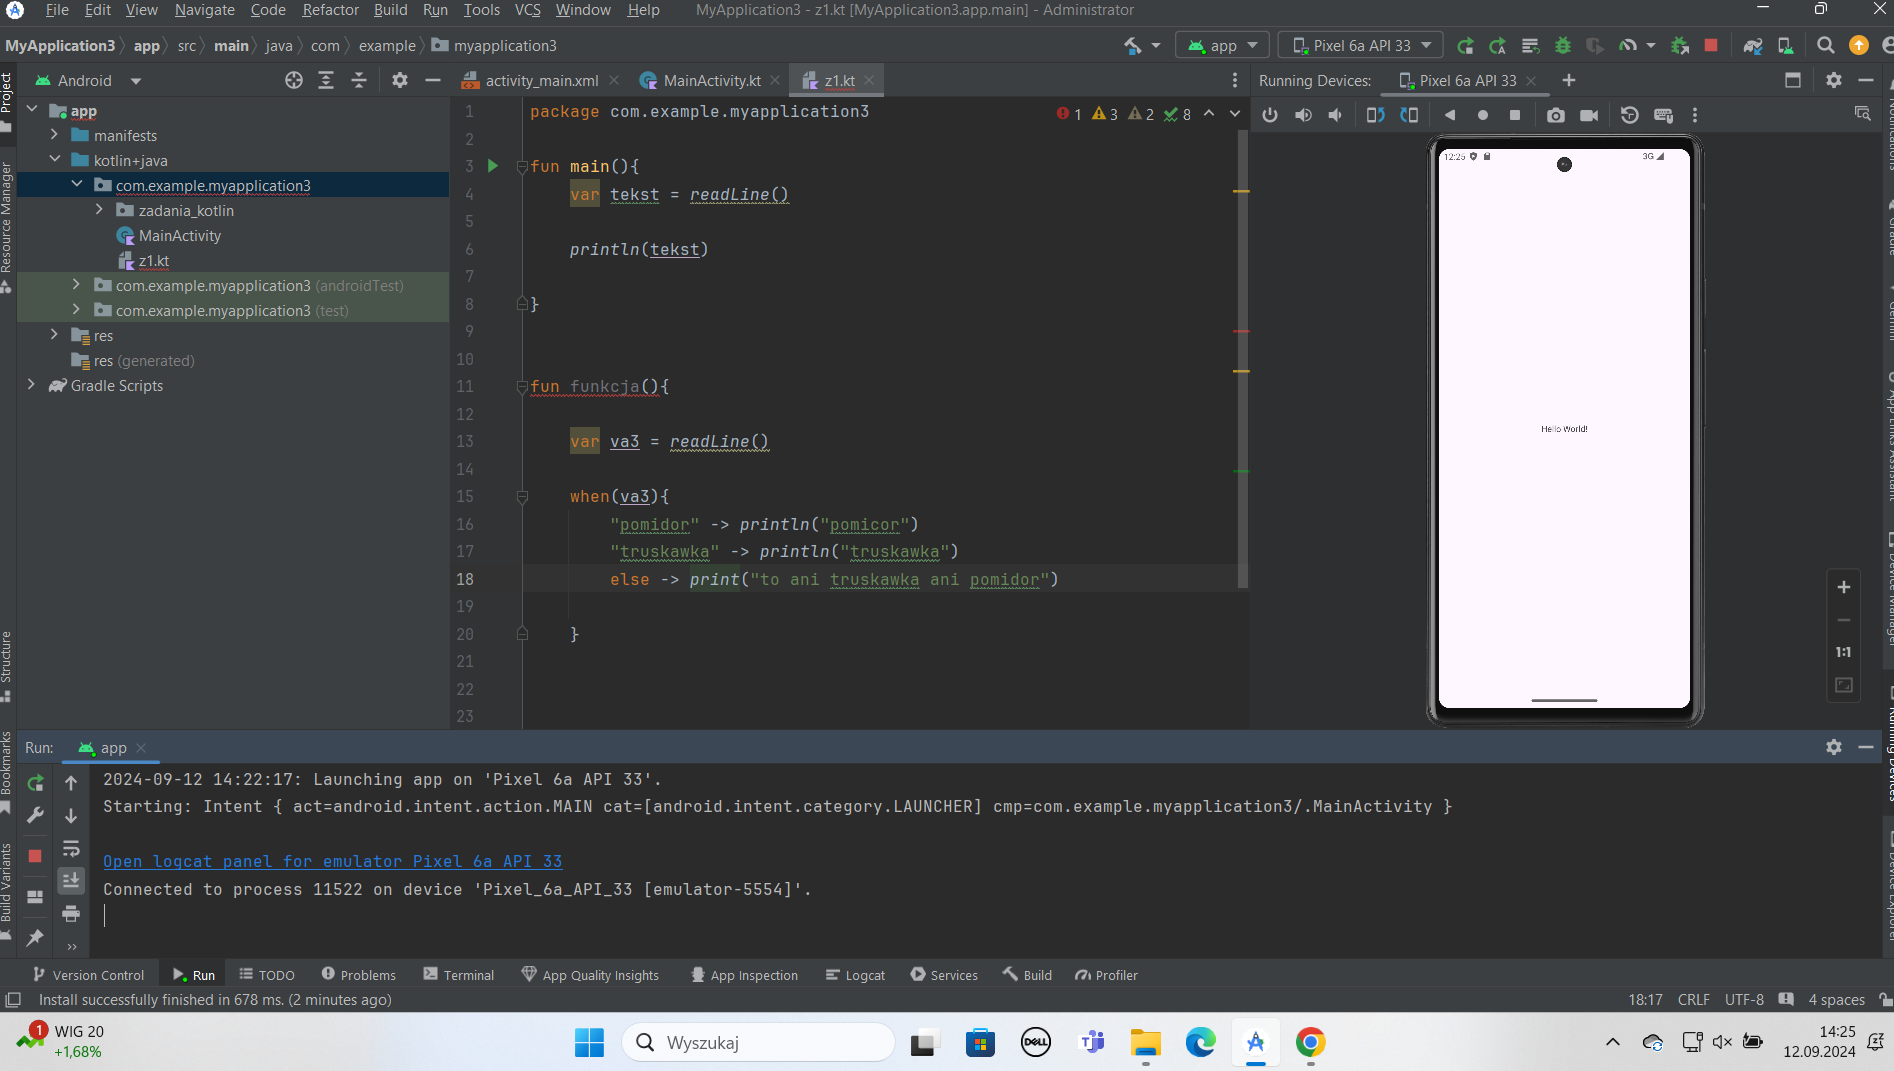 File Edit View Navigate Code Refactor Build Run Tools VCS Window Help MyApplication3 - z1.kt [MyApplication3.app.main] - Administrator
MyApplication3 app src main java com example myapplication3 app Pixel 6a API 33
Project
Android
activity_main.xml MainActivity.kt z1.kt
Running Devices: Pixel 6a API 33
app
manifests
kotlin+java
com.example.myapplication3
zadania_kotlin
MainActivity
z1.kt
com.example.myapplication3 (androidTest)
com.example.myapplication3 (test)
res
res (generated)
Gradle Scripts
Resource Manager
Structure
Bookmarks
Build Variants
1 3 2 8
1 package com.example.myapplication3
2
3 fun main(){
4 var tekst = readLine()
5
6 println(tekst)
7
8 }
9
10
11 fun funkcja(){
12
13 var va3 = readLine()
14
15 when(va3){
16 "pomidor" -> println("pomicor")
17 "truskawka" -> println("truskawka")
18 else -> print("to ani truskawka ani pomidor")
19
20 }
21
22
23
12:25 3G
Hello World!
1:1
Run: app
2024-09-12 14:22:17: Launching app on 'Pixel 6a API 33'.
Starting: Intent { act=android.intent.action.MAIN cat=[android.intent.category.LAUNCHER] cmp=com.example.myapplication3/.MainActivity }
Open logcat panel for emulator Pixel 6a API 33
Connected to process 11522 on device 'Pixel_6a_API_33 [emulator-5554]'.
Version Control Run TODO Problems Terminal App Quality Insights App Inspection Logcat Services Build Profiler
Install successfully finished in 678 ms. (2 minutes ago)
18:17 CRLF UTF-8 4 spaces
1 WIG 20
+1,68%
Wyszukaj
DELL
14:25
12.09.2024